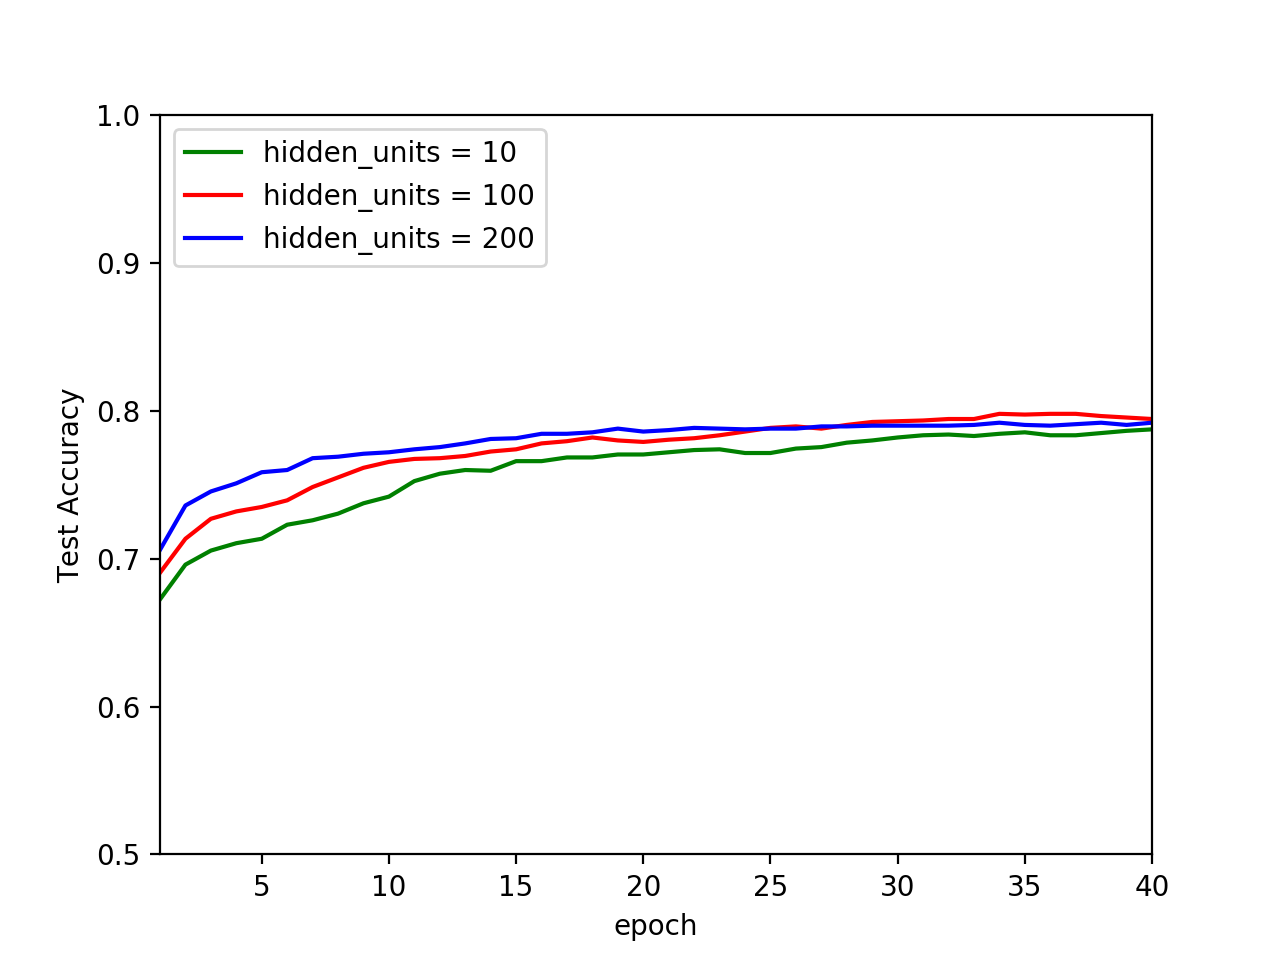 hidden_units = 10
hidden_units = 100
hidden_units = 200
1.0
0.9
0.8
0.7
0.6
0.5
Test Accuracy
5 10 15 20 25 30 35 40
epoch